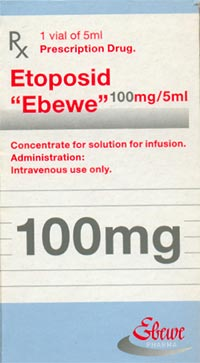 Rx
1 vial of 5ml
Prescription Drug.
Etoposid
"Ebewe" 100mg/5ml
Concentrate for solution for infusion.
Administration:
Intravenous use only.
100mg
Ebewe
PHARMA